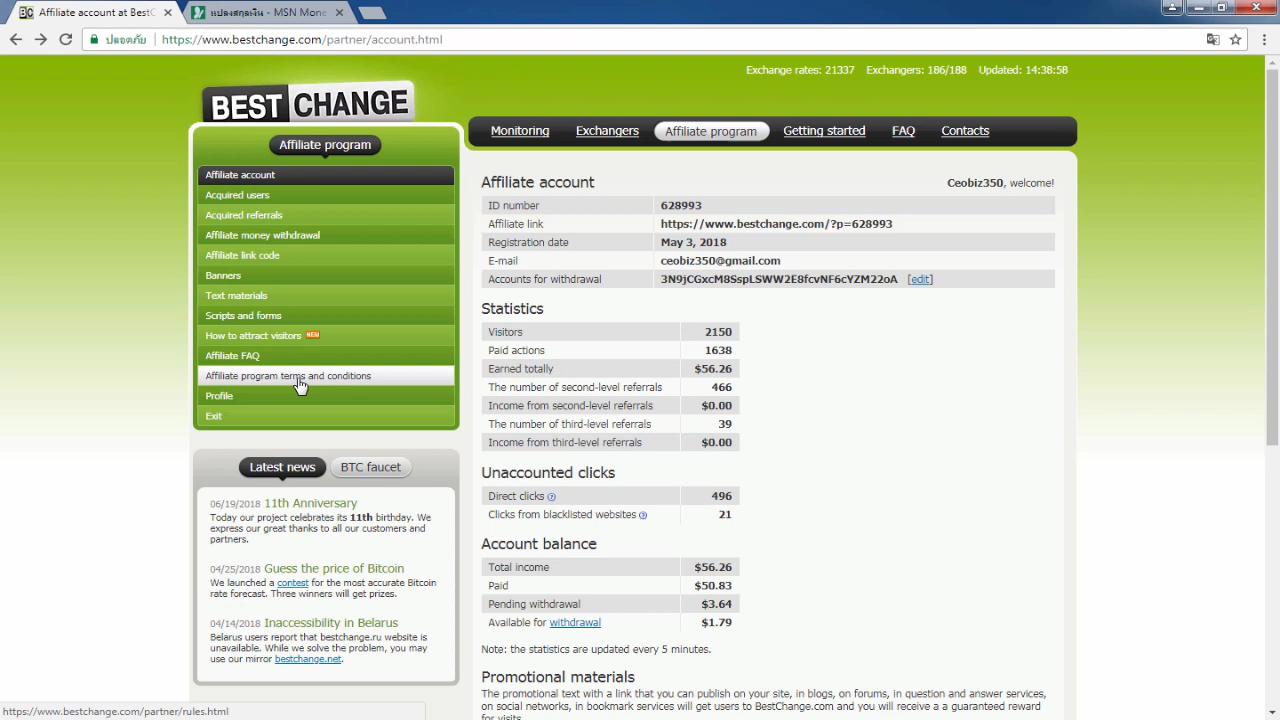 Affiliate account at BestC
แปลงสกุลเงิน - MSN Mone
ปลอดภัย
https://www.bestchange.com/partner/account.html
Exchange rates: 21337 Exchangers: 186/188 Updated: 14:38:58
BESTCHANGE
Affiliate program
Affiliate account
Acquired users
Acquired referrals
Affiliate money withdrawal
Affiliate link code
Banners
Text materials
Scripts and forms
How to attract visitors NEW
Affiliate FAQ
Affiliate program terms and conditions
Profile
Exit
Latest news BTC faucet
06/19/2018 11th Anniversary
Today our project celebrates its 11th birthday. We
express our great thanks to all our customers and
partners.
04/25/2018 Guess the price of Bitcoin
We launched a contest for the most accurate Bitcoin
rate forecast. Three winners will get prizes.
04/14/2018 Inaccessibility in Belarus
Belarus users report that bestchange.ru website is
unavailable. While we solve the problem, you may
use our mirror bestchange.net.
Monitoring Exchangers Affiliate program Getting started FAQ Contacts
Affiliate account Ceobiz350, welcome!
ID number 628993
Affiliate link https://www.bestchange.com/?p=628993
Registration date May 3, 2018
E-mail ceobiz350@gmail.com
Accounts for withdrawal 3N9jCGxcM8SspLSWW2E8fcvNF6cYZM22oA [edit]
Statistics
Visitors 2150
Paid actions 1638
Earned totally $56.26
The number of second-level referrals 466
Income from second-level referrals $0.00
The number of third-level referrals 39
Income from third-level referrals $0.00
Unaccounted clicks
Direct clicks 496
Clicks from blacklisted websites 21
Account balance
Total income $56.26
Paid $50.83
Pending withdrawal $3.64
Available for withdrawal $1.79
Note: the statistics are updated every 5 minutes.
Promotional materials
The promotional text with a link that you can publish on your site, in blogs, on forums, in question and answer services,
on social networks, in bookmark services will get users to BestChange.com and you will receive a a guaranteed reward
for visits.
https://www.bestchange.com/partner/rules.html